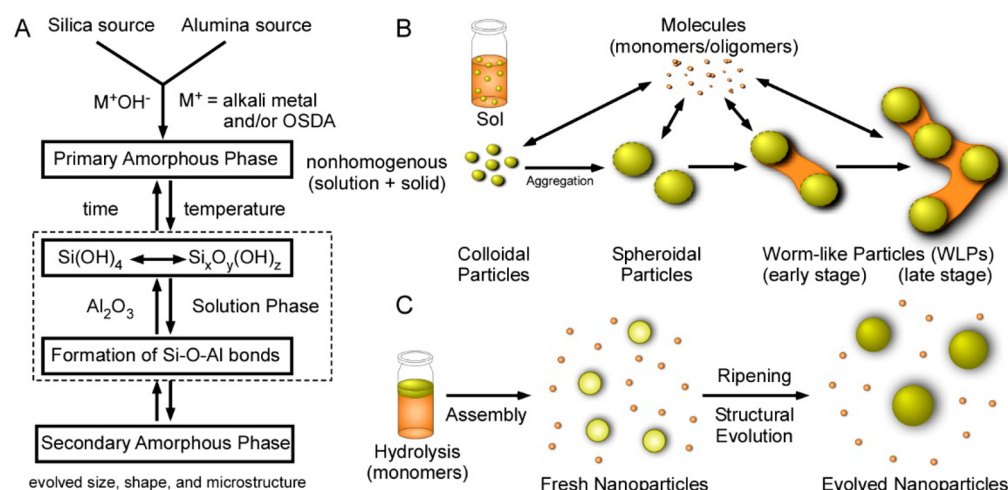 A
Silica source
Alumina source
M⁺OH⁻
M⁺ = alkali metal
and/or OSDA
Primary Amorphous Phase
nonhomogenous
(solution + solid)
time
temperature
Si(OH)₄
SiₓOᵧ(OH)z
Al₂O₃
Solution Phase
Formation of Si-O-Al bonds
Secondary Amorphous Phase
evolved size, shape, and microstructure
B
Sol
Molecules
(monomers/oligomers)
Aggregation
Colloidal
Particles
Spheroidal
Particles
Worm-like Particles (WLPs)
(early stage)
(late stage)
C
Hydrolysis
(monomers)
Assembly
Fresh Nanoparticles
Ripening
Structural
Evolution
Evolved Nanoparticles